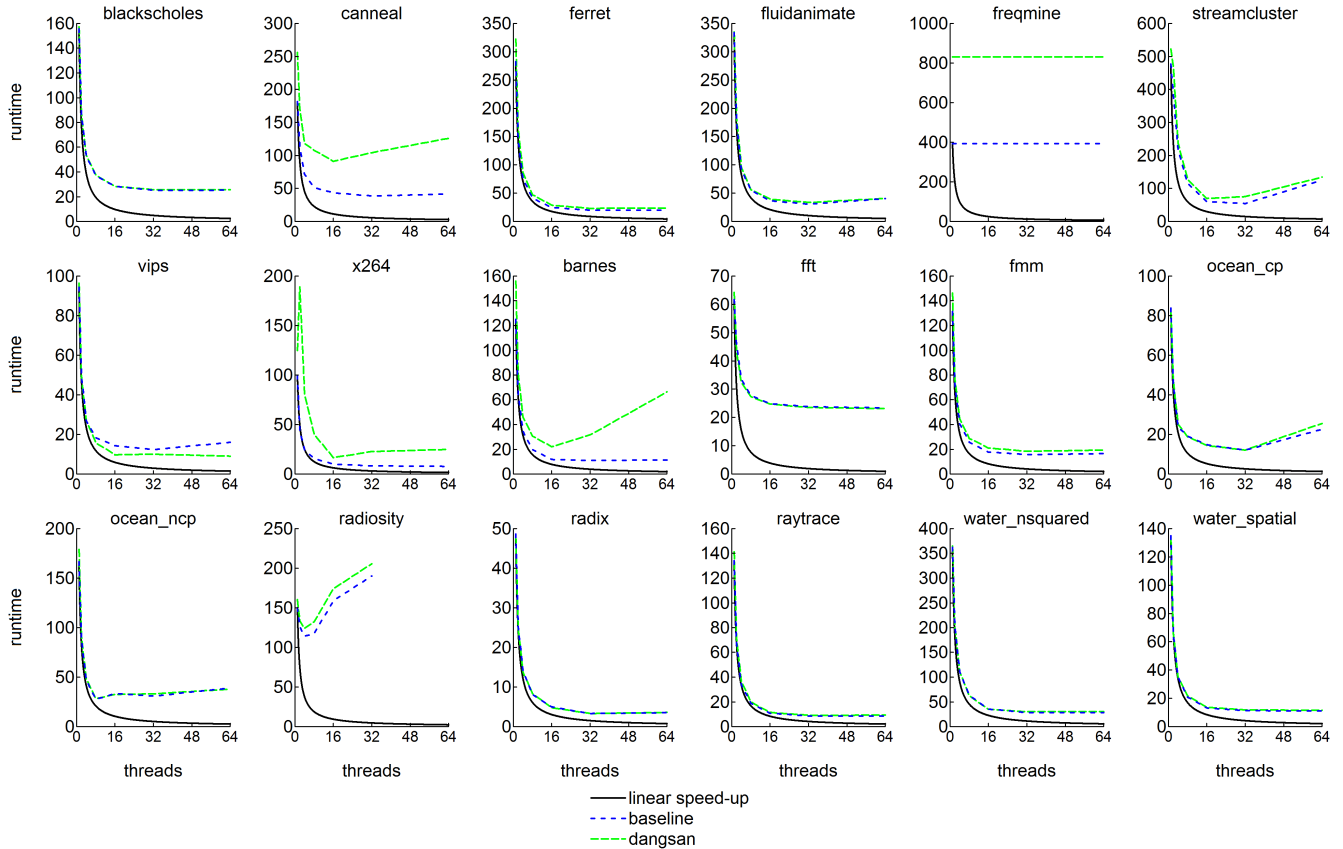 blackscholes canneal ferret fluidanimate freqmine streamcluster
160 300 350 350 1000 600
140 250 300 300 800 500
120 200 250 250 600 400
100 150 200 200 400 300
80 100 150 150 200 200
60 50 100 100 0 100
40 0 50 50 0
20 0 0
0
runtime
0 16 32 48 64 0 16 32 48 64 0 16 32 48 64 0 16 32 48 64 0 16 32 48 64 0 16 32 48 64
vips x264 barnes fft fmm ocean_cp
100 200 160 70 160 100
80 150 140 60 140 80
60 100 120 50 120 60
40 50 100 40 100 40
20 0 80 30 80 20
0 60 20 60 0
40 10 40
20 0 20
0 0
runtime
0 16 32 48 64 0 16 32 48 64 0 16 32 48 64 0 16 32 48 64 0 16 32 48 64 0 16 32 48 64
ocean_ncp radiosity radix raytrace water_nsquared water_spatial
200 250 50 160 400 140
150 200 40 140 350 120
100 150 30 120 300 100
50 100 20 100 250 80
0 50 10 80 200 60
0 0 60 150 40
40 100 20
20 50 0
0 0
runtime
0 16 32 48 64 0 16 32 48 64 0 16 32 48 64 0 16 32 48 64 0 16 32 48 64 0 16 32 48 64
threads threads threads threads threads threads
linear speed-up
baseline
dangsan